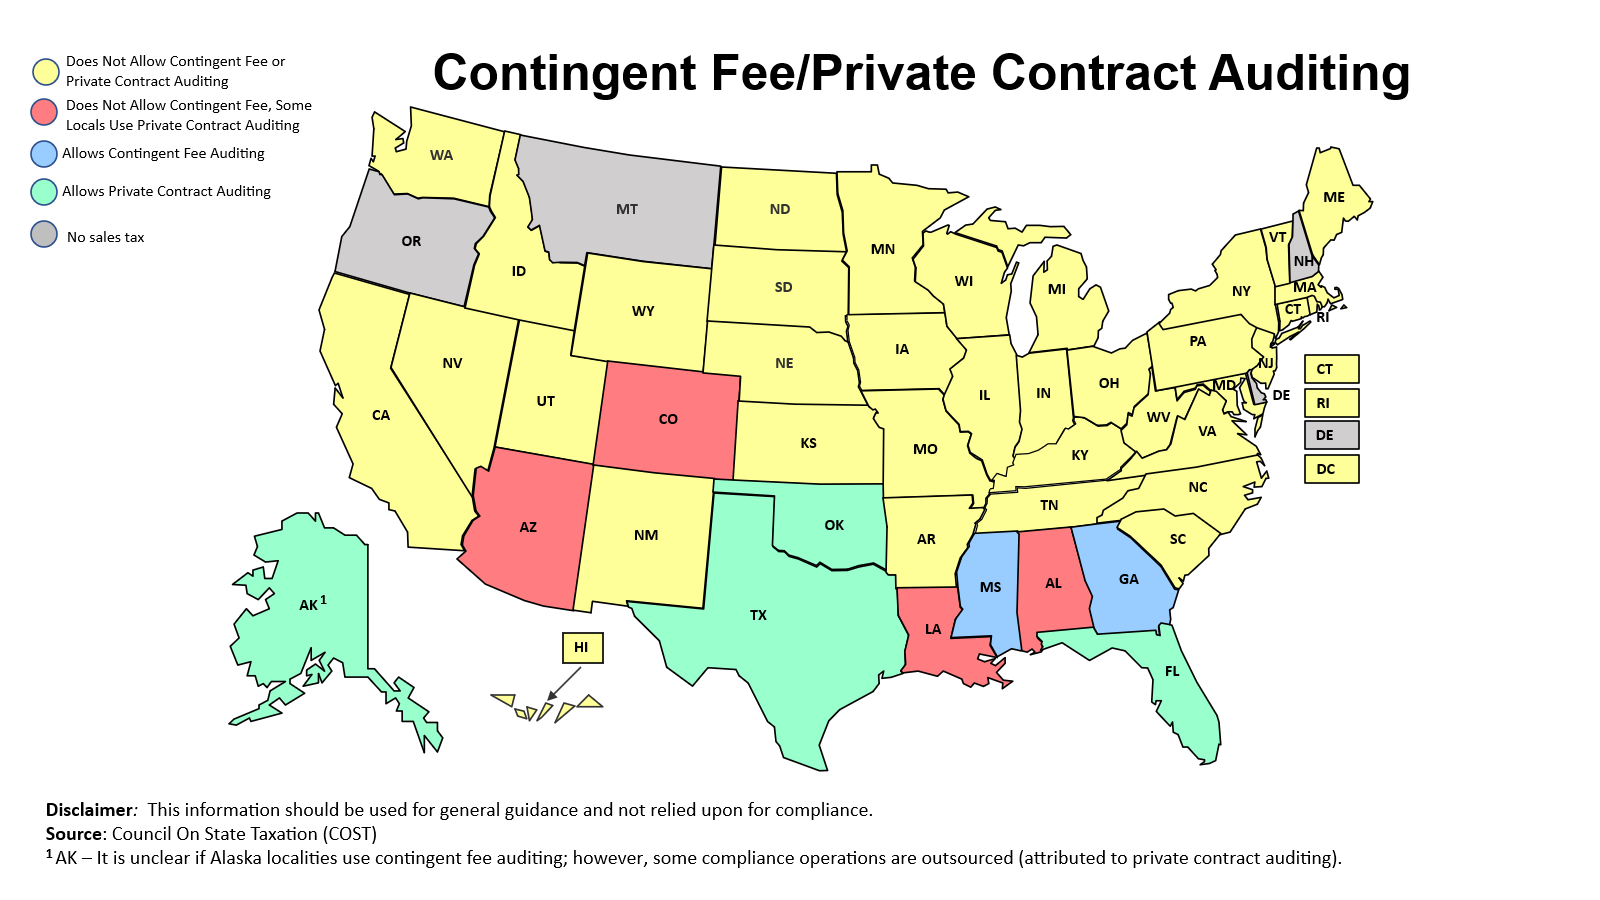 Contingent Fee/Private Contract Auditing
Does Not Allow Contingent Fee or
Private Contract Auditing
Does Not Allow Contingent Fee, Some
Locals Use Private Contract Auditing
Allows Contingent Fee Auditing
Allows Private Contract Auditing
No sales tax
WA
MT
ND
OR
ID
WY
SD
MN
WI
MI
NY
VT
NH
ME
MA
CT
RI
NV
UT
CA
CO
NE
IA
IL
IN
OH
PA
NJ
MD
DE
WV
VA
KS
MO
KY
NC
TN
SC
AZ
NM
OK
AR
MS
AL
GA
LA
TX
FL
AK 1
HI
CT
RI
DE
DC
Disclaimer: This information should be used for general guidance and not relied upon for compliance.
Source: Council On State Taxation (COST)
1 AK – It is unclear if Alaska localities use contingent fee auditing; however, some compliance operations are outsourced (attributed to private contract auditing).